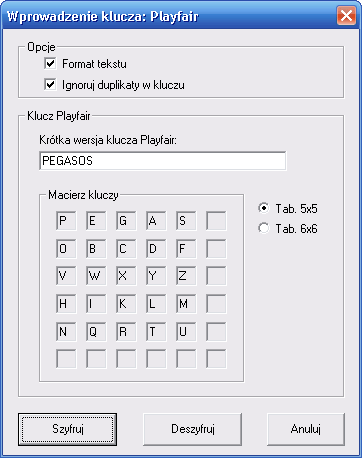 Wprowadzenie klucza: Playfair
Opcje
Format tekstu
Ignoruj duplikaty w kluczu
Klucz Playfair
Krótka wersja klucza Playfair:
PEGASOS
Macierz kluczy
P E G A S
O B C D F
V W X Y Z
H I K L M
N Q R T U
Tab. 5x5
Tab. 6x6
Szyfruj
Deszyfruj
Anuluj